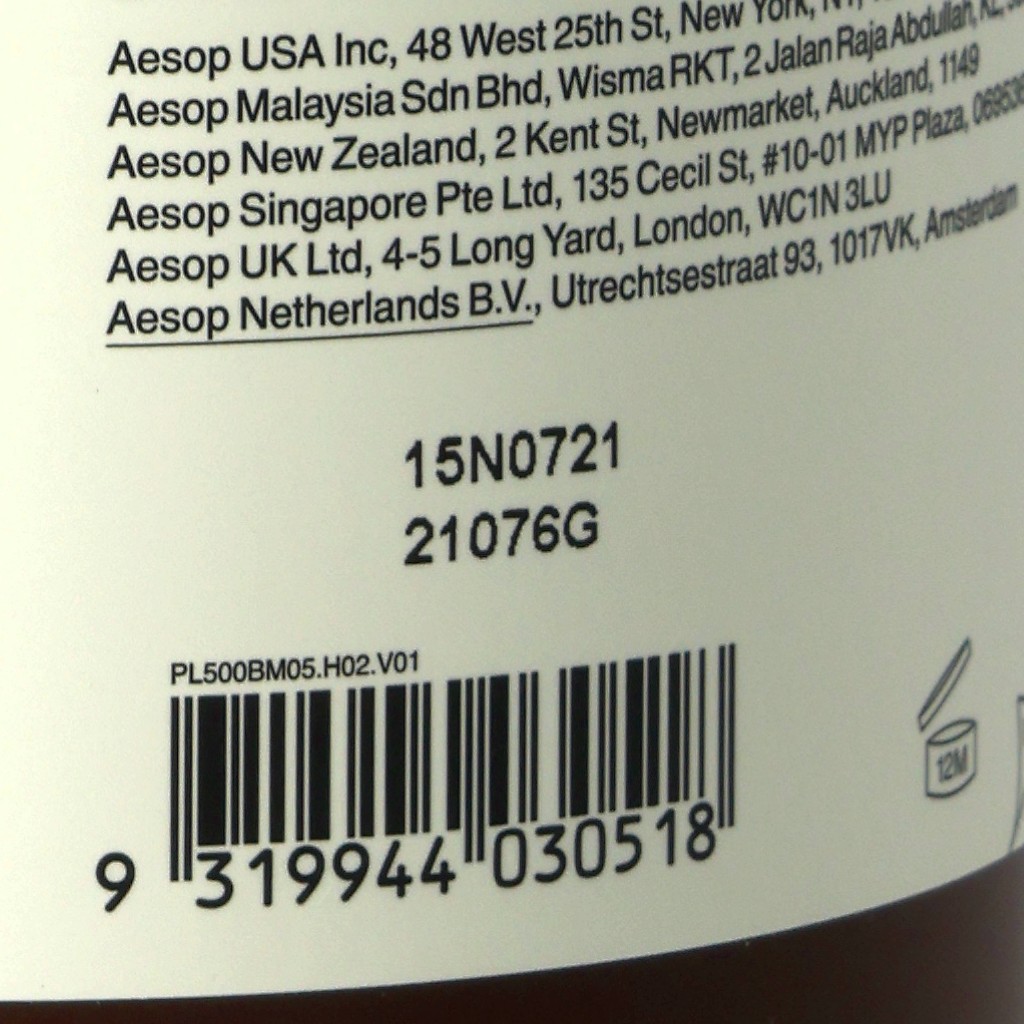 Aesop USA Inc, 48 West 25th St, New York, NY,
Aesop Malaysia Sdn Bhd, Wisma RKT, 2 Jalan Raja Abdullah, KL,
Aesop New Zealand, 2 Kent St, Newmarket, Auckland, 1149
Aesop Singapore Pte Ltd, 135 Cecil St, #10-01 MYP Plaza,
Aesop UK Ltd, 4-5 Long Yard, London, WC1N 3LU
Aesop Netherlands B.V., Utrechtsestraat 93, 1017VK, Amsterdam
15N0721
21076G
PL500BM05.H02.V01
9 319944 030518
12M